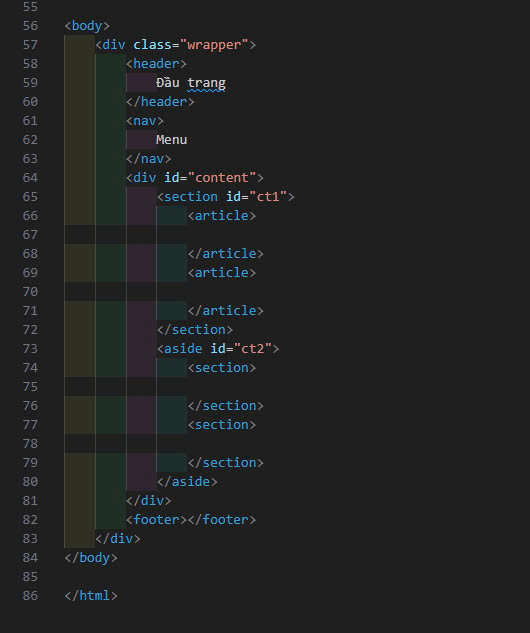 55
56 <body>
57 <div class="wrapper">
58 <header>
59 Đầu trang
60 </header>
61 <nav>
62 Menu
63 </nav>
64 <div id="content">
65 <section id="ct1">
66 <article>
67
68 </article>
69 <article>
70
71 </article>
72 </section>
73 <aside id="ct2">
74 <section>
75
76 </section>
77 <section>
78
79 </section>
80 </aside>
81 </div>
82 <footer></footer>
83 </div>
84 </body>
85
86 </html>